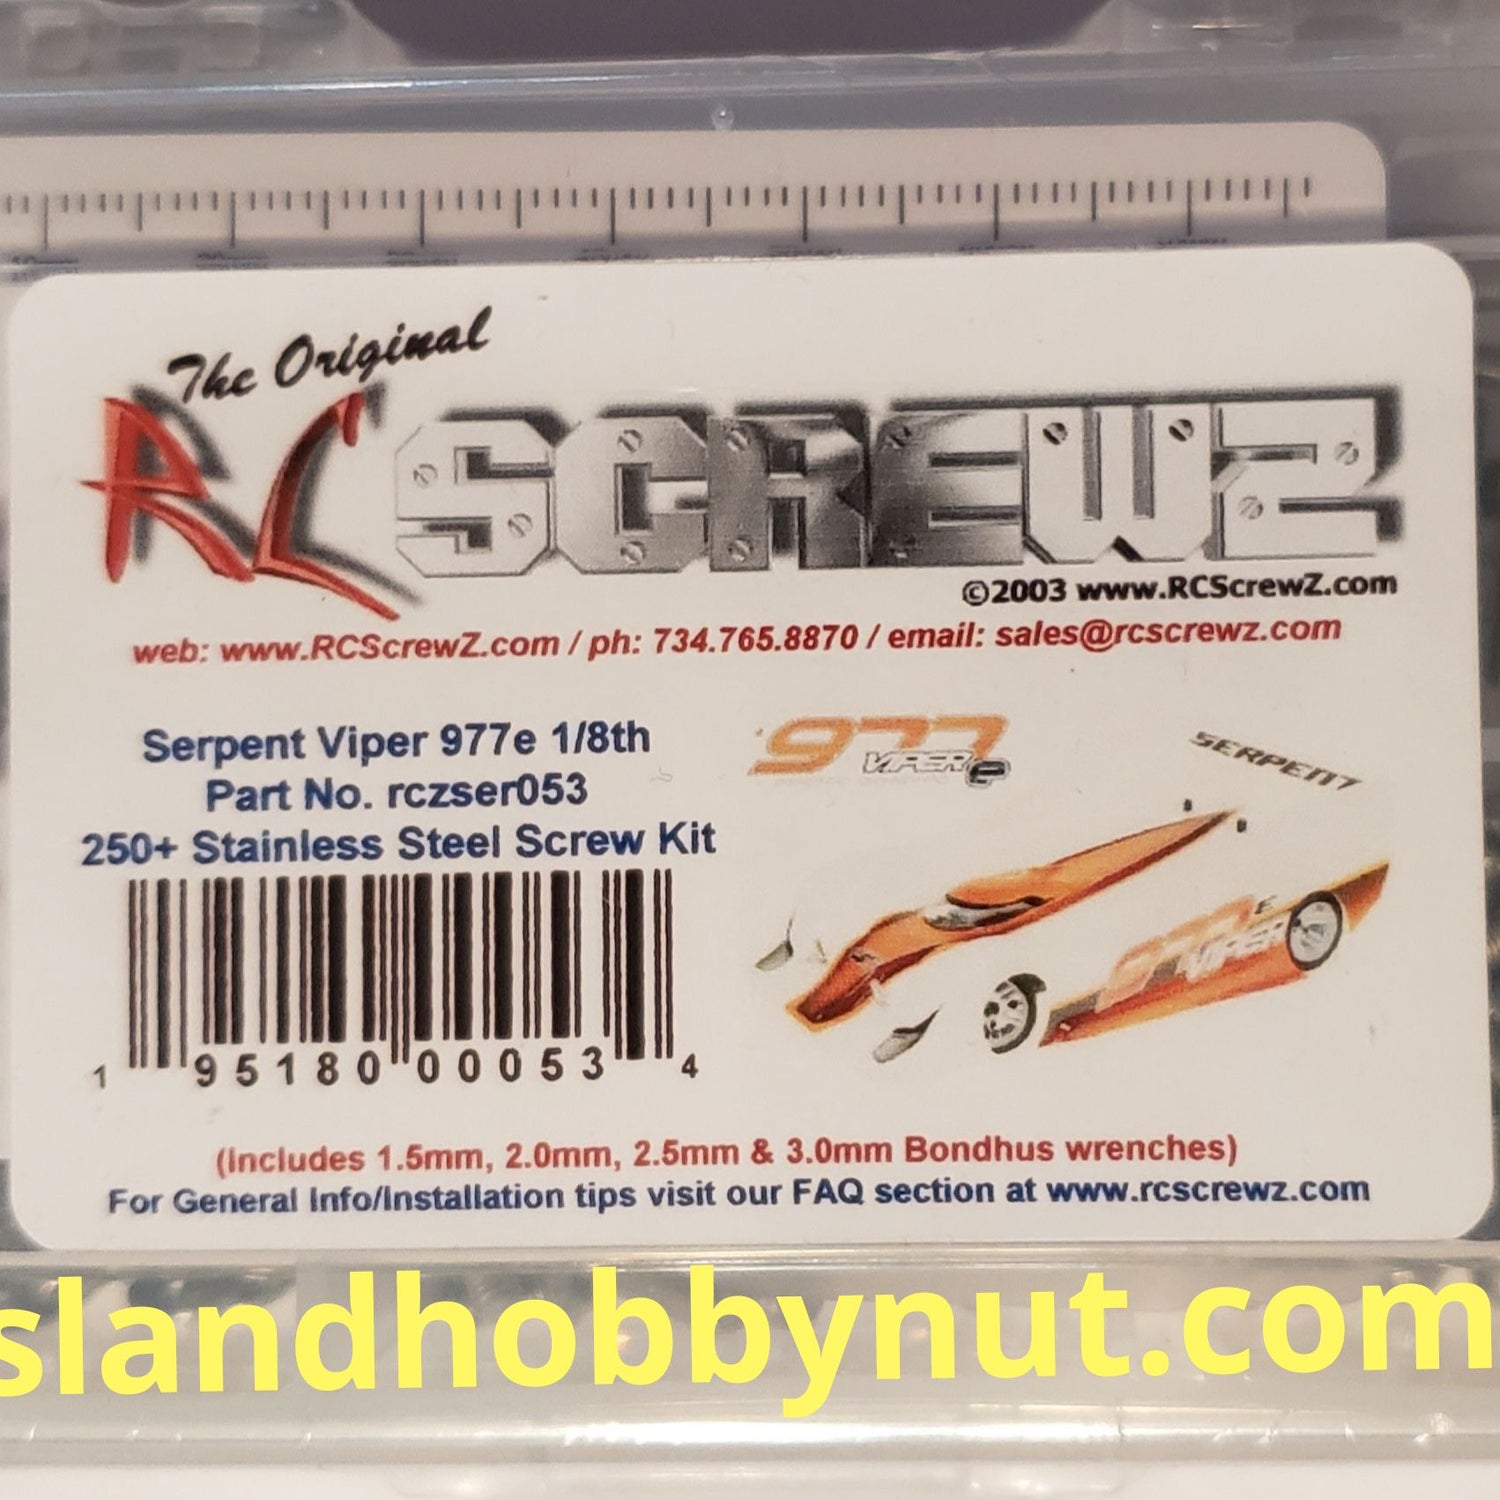 The Original
RC SCREWZ
©2003 www.RCScrewZ.com
web: www.RCScrewZ.com / ph: 734.765.8870 / email: sales@rcscrewz.com
Serpent Viper 977e 1/8th
Part No. rczser053
250+ Stainless Steel Screw Kit
1 95180 00053 4
977
VIPER e
SERPENT
977 E
VIPER
(Includes 1.5mm, 2.0mm, 2.5mm & 3.0mm Bondhus wrenches)
For General Info/Installation tips visit our FAQ section at www.rcscrewz.com
slandhobbynut.com